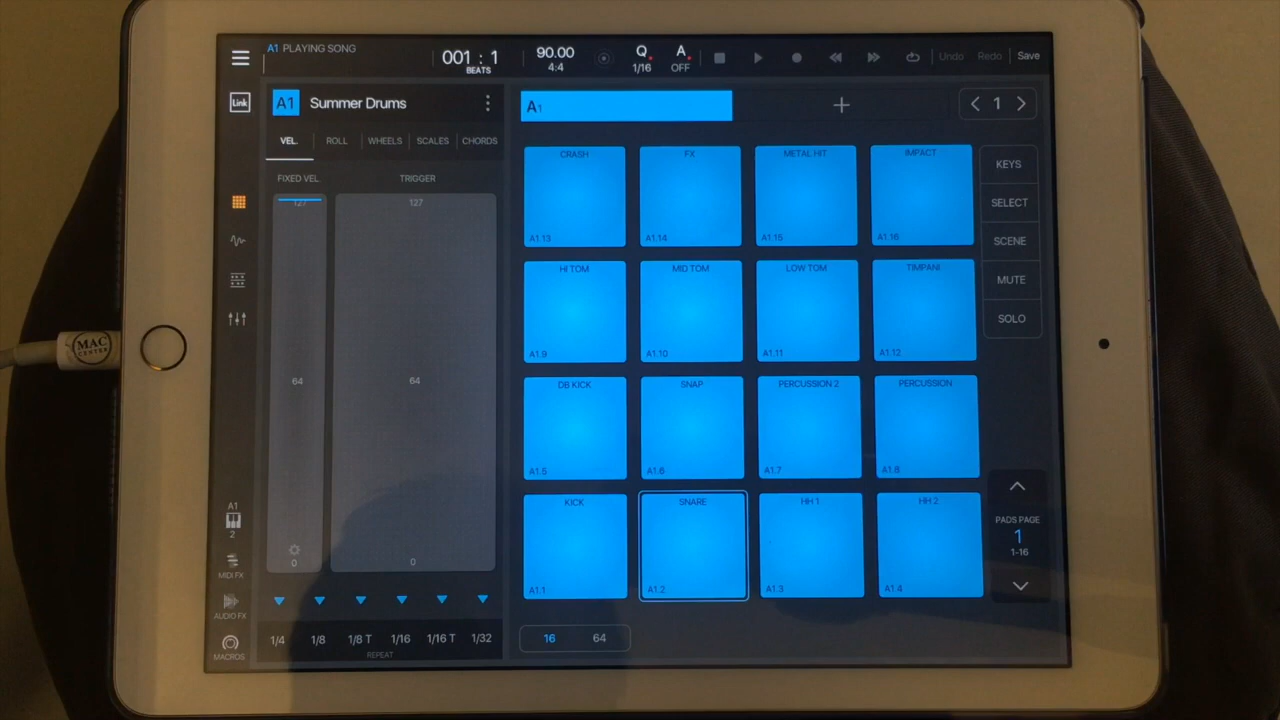 A1 PLAYING SONG
001 : 1
BEATS
90.00
4:4
Q
1/16
A
OFF
Undo
Redo
Save
Link
A1
Summer Drums
A1
1
VEL.
ROLL
WHEELS
SCALES
CHORDS
FIXED VEL.
TRIGGER
127
127
64
64
0
0
CRASH
A1.13
FX
A1.14
METAL HIT
A1.15
IMPACT
A1.16
HI TOM
A1.9
MID TOM
A1.10
LOW TOM
A1.11
TIMPANI
A1.12
DB KICK
A1.5
SNAP
A1.6
PERCUSSION 2
A1.7
PERCUSSION
A1.8
KICK
A1.1
SNARE
A1.2
HH 1
A1.3
HH 2
A1.4
KEYS
SELECT
SCENE
MUTE
SOLO
PADS PAGE
1
1-16
MAC
CENTER
A1
2
MIDI FX
AUDIO FX
MACROS
1/4
1/8
1/8 T
1/16
1/16 T
1/32
REPEAT
16
64